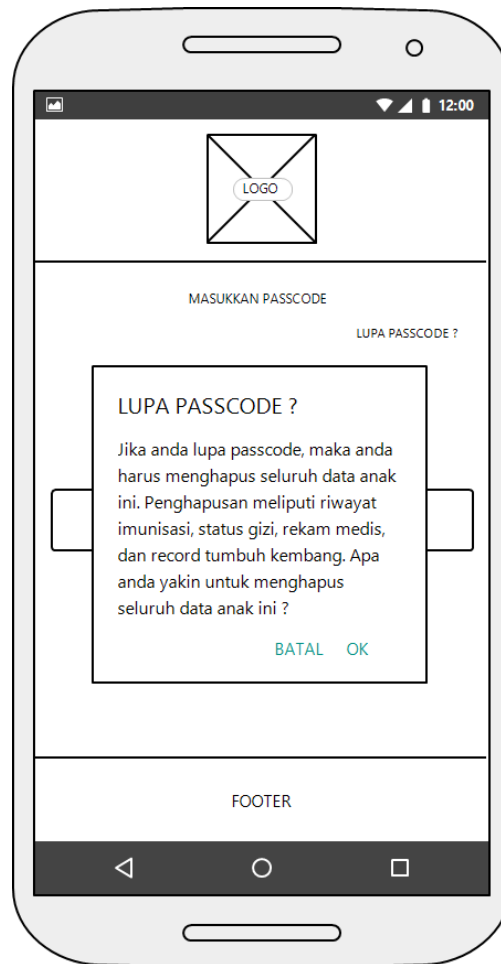 12:00
LOGO
MASUKKAN PASSCODE
LUPA PASSCODE ?
LUPA PASSCODE ?
Jika anda lupa passcode, maka anda
harus menghapus seluruh data anak
ini. Penghapusan meliputi riwayat
imunisasi, status gizi, rekam medis,
dan record tumbuh kembang. Apa
anda yakin untuk menghapus
seluruh data anak ini ?
BATAL OK
FOOTER